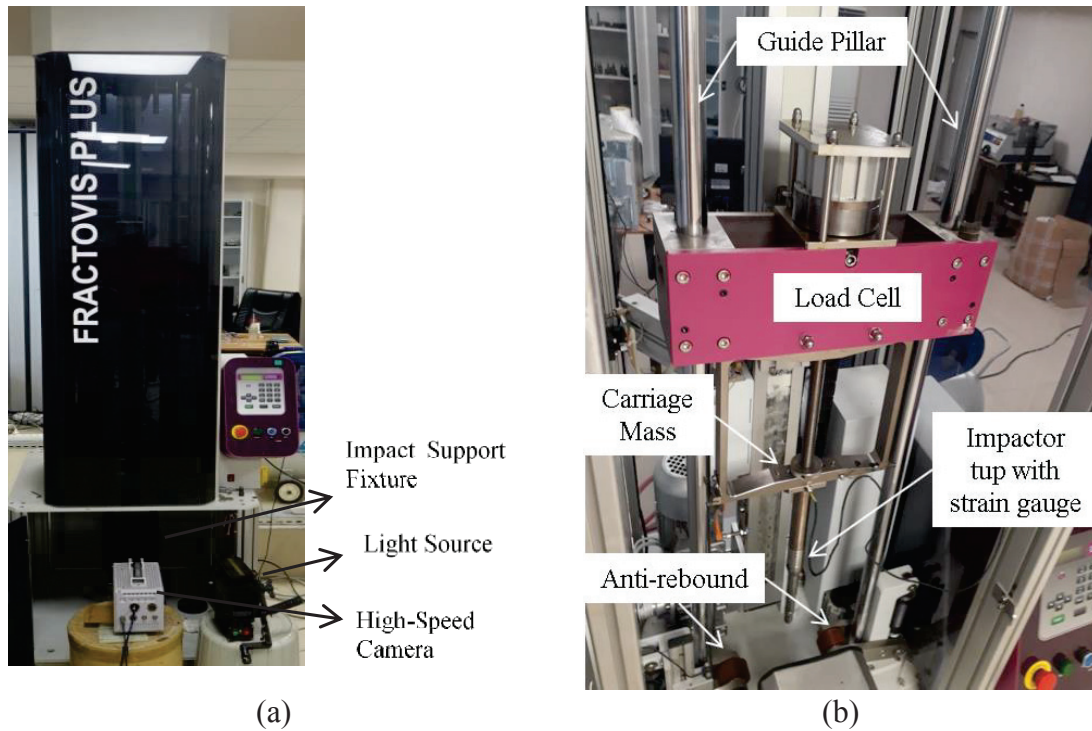 FRACTOVIS PLUS
Impact Support
Fixture
Light Source
High-Speed
Camera
(a)
Guide Pillar
Load Cell
Carriage
Mass
Impactor
tup with
strain gauge
Anti-rebound
(b)